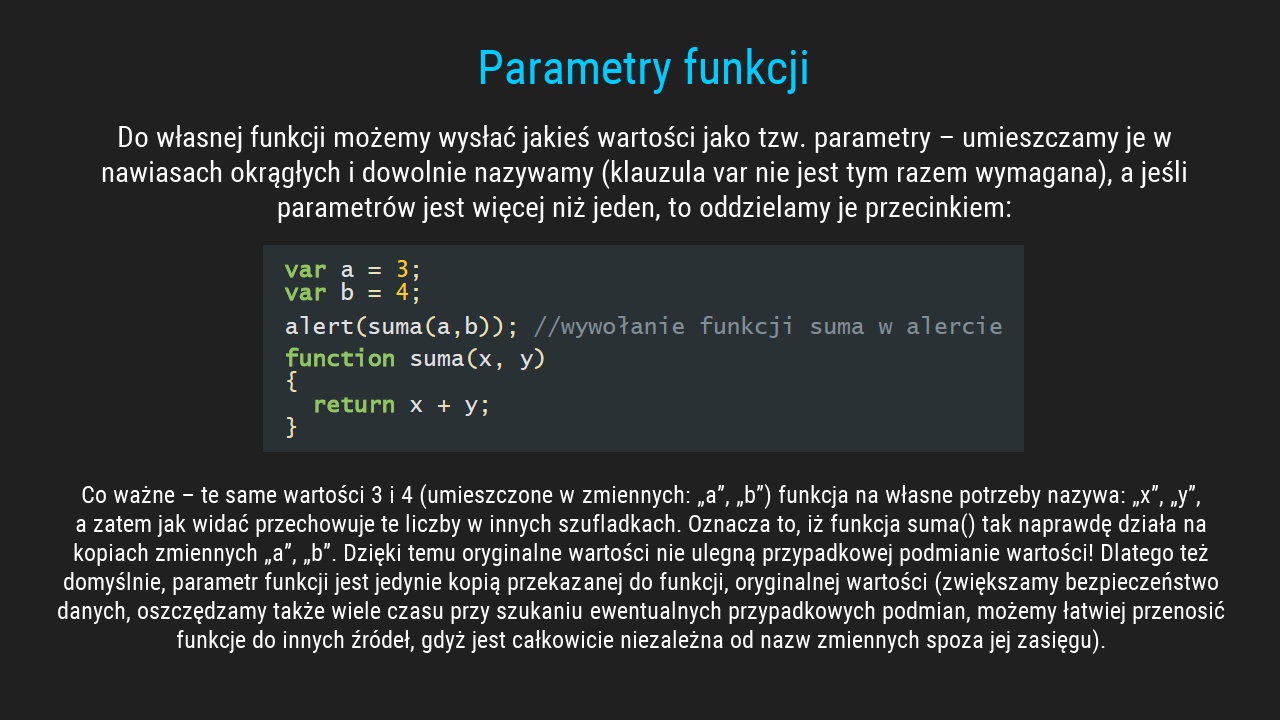 Parametry funkcji
Do własnej funkcji możemy wysłać jakieś wartości jako tzw. parametry – umieszczamy je w
nawiasach okrągłych i dowolnie nazywamy (klauzula var nie jest tym razem wymagana), a jeśli
parametrów jest więcej niż jeden, to oddzielamy je przecinkiem:
var a = 3;
var b = 4;
alert(suma(a,b)); //wywołanie funkcji suma w alercie
function suma(x, y)
{
  return x + y;
}
Co ważne – te same wartości 3 i 4 (umieszczone w zmiennych: „a”, „b”) funkcja na własne potrzeby nazywa: „x”, „y”,
a zatem jak widać przechowuje te liczby w innych szufladkach. Oznacza to, iż funkcja suma() tak naprawdę działa na
kopiach zmiennych „a”, „b”. Dzięki temu oryginalne wartości nie ulegną przypadkowej podmianie wartości! Dlatego też
domyślnie, parametr funkcji jest jedynie kopią przekazanej do funkcji, oryginalnej wartości (zwiększamy bezpieczeństwo
danych, oszczędzamy także wiele czasu przy szukaniu ewentualnych przypadkowych podmian, możemy łatwiej przenosić
funkcje do innych źródeł, gdyż jest całkowicie niezależna od nazw zmiennych spoza jej zasięgu).